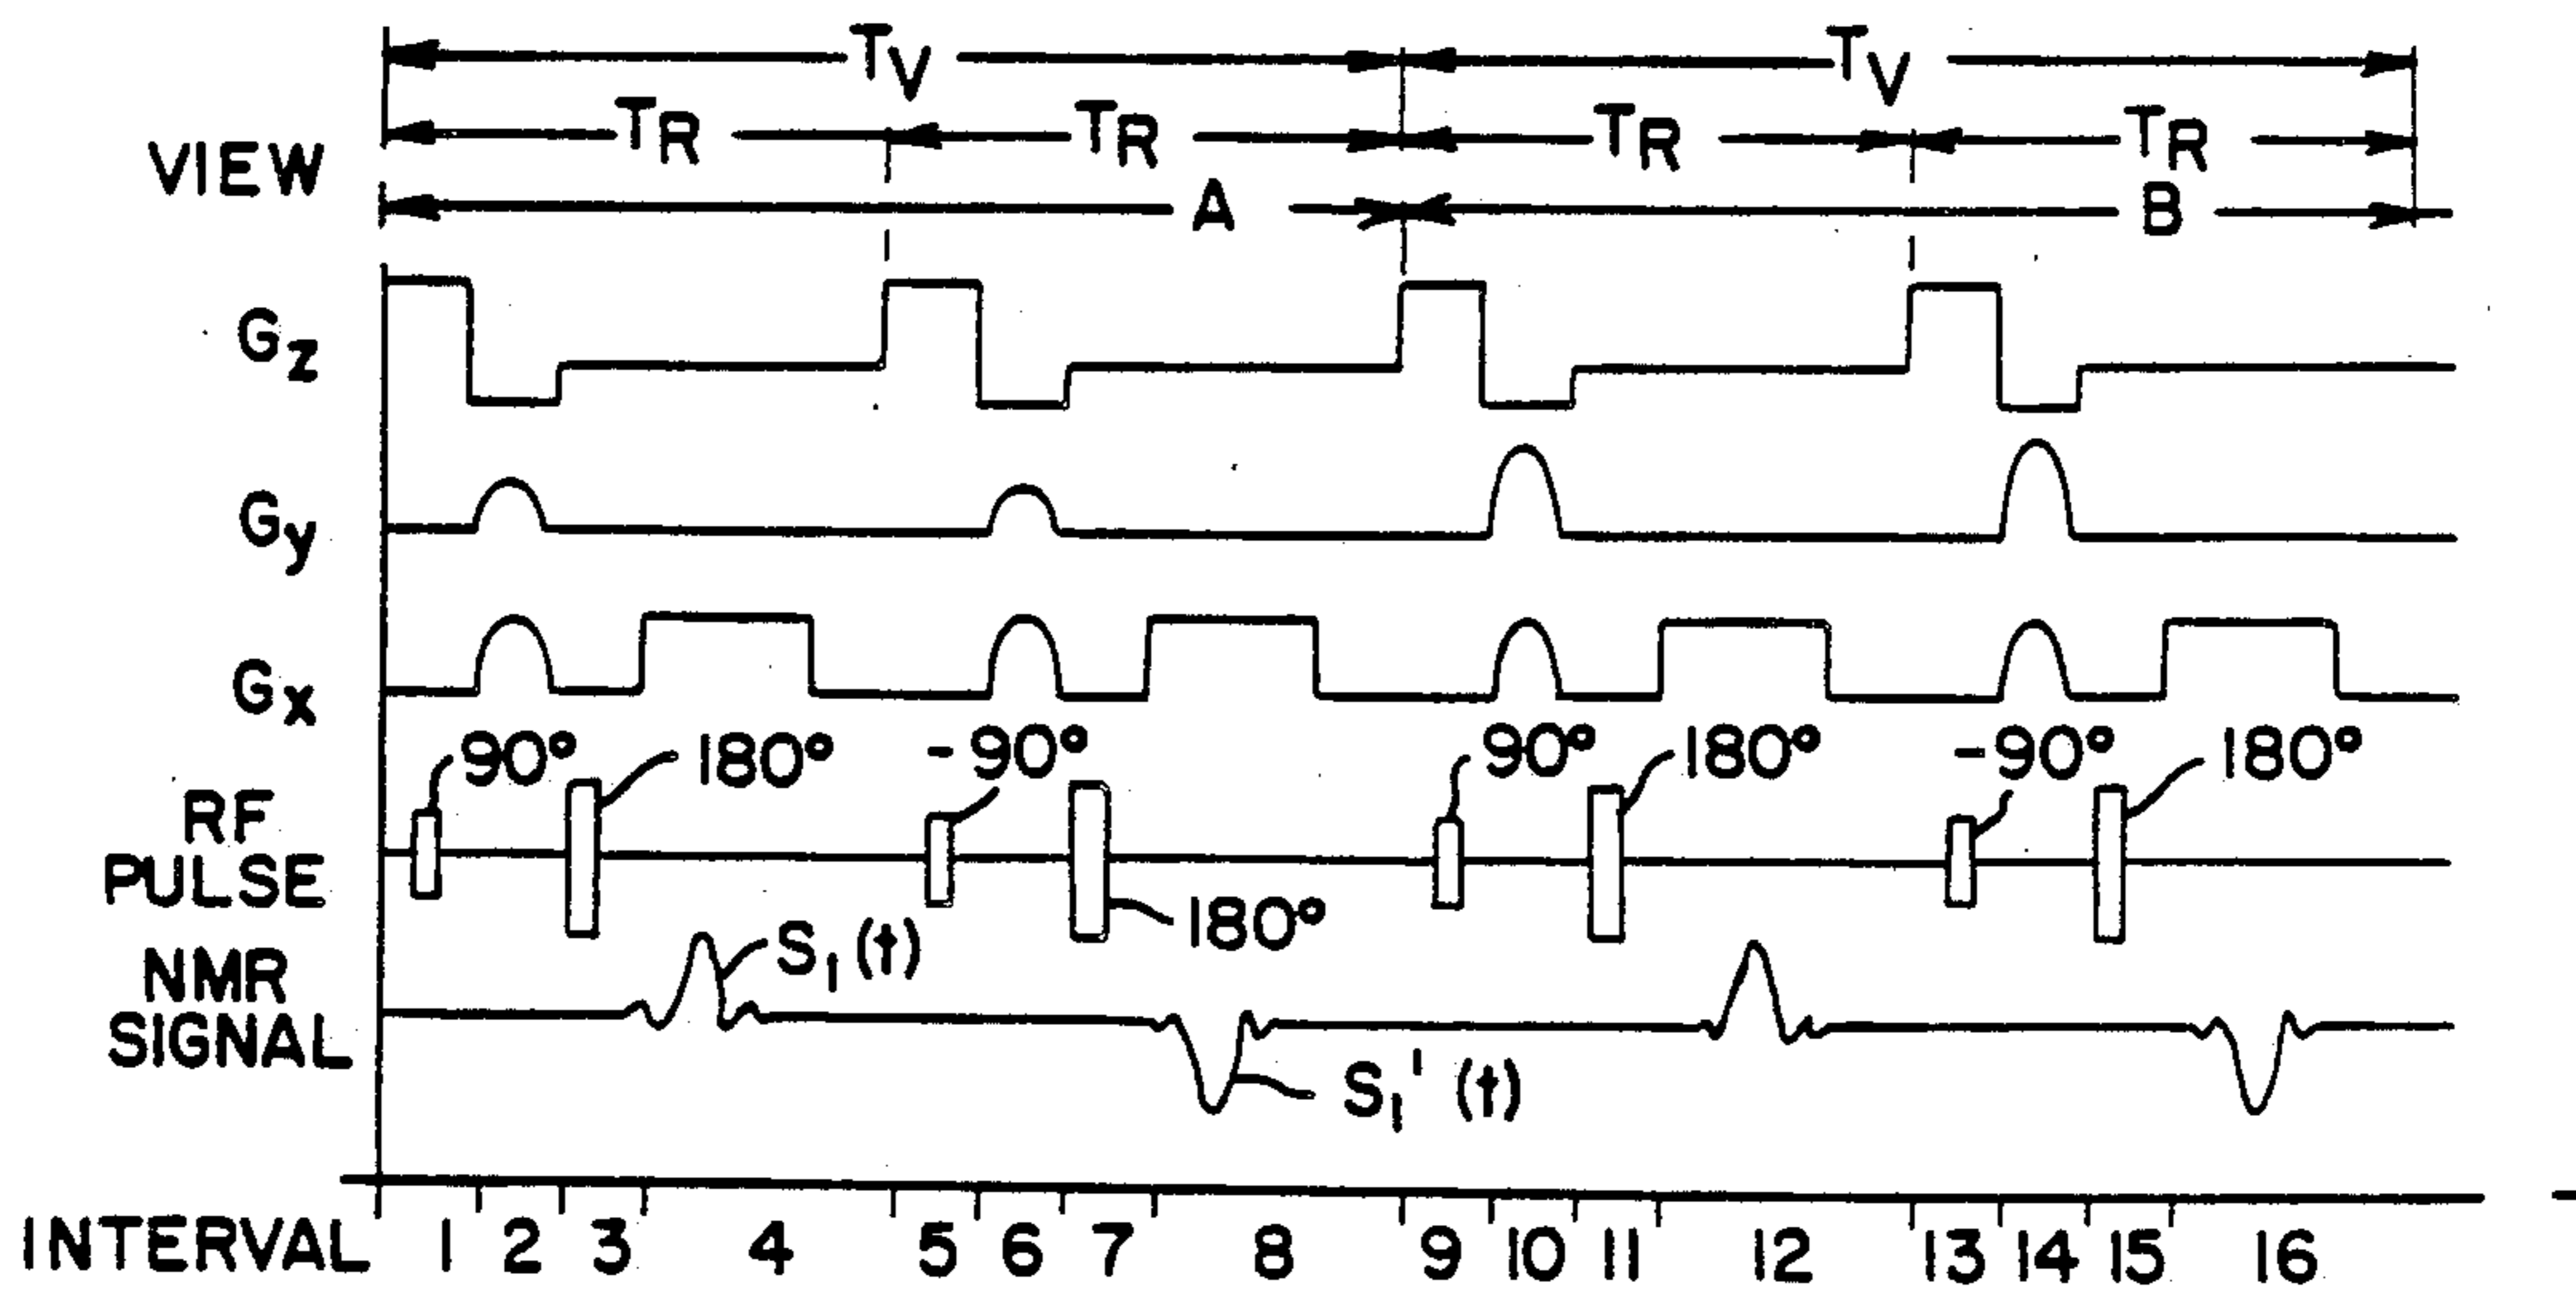 TV TV
TR TR TR TR
VIEW
A B
Gz
Gy
Gx
90° 180° -90° 90° 180° -90° 180°
RF
PULSE
180°
S1(t)
NMR
SIGNAL
S1'(t)
INTERVAL 1 2 3 4 5 6 7 8 9 10 11 12 13 14 15 16